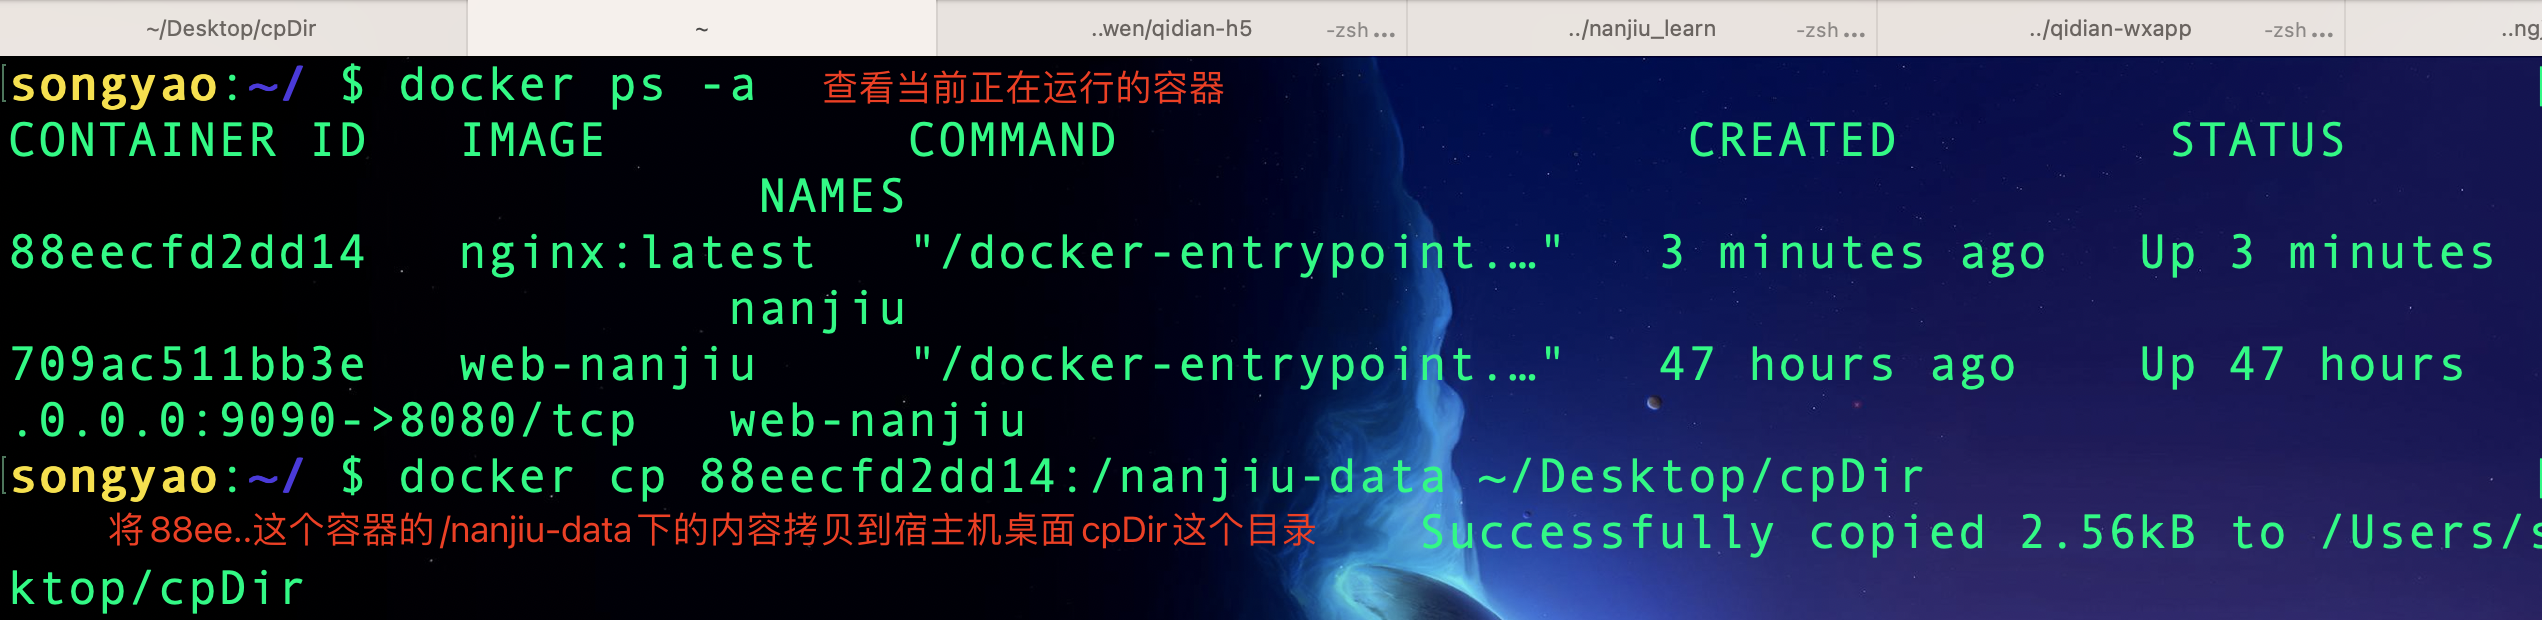 ~/Desktop/cpDir ~ ..wen/qidian-h5 -zsh ... ../nanjiu_learn -zsh ... ../qidian-wxapp -zsh ... ..ng
songyao:~/ $ docker ps -a 查看当前正在运行的容器
CONTAINER ID IMAGE COMMAND CREATED STATUS
NAMES
88eecfd2dd14 nginx:latest "/docker-entrypoint.…" 3 minutes ago Up 3 minutes
nanjiu
709ac511bb3e web-nanjiu "/docker-entrypoint.…" 47 hours ago Up 47 hours
.0.0.0:9090->8080/tcp web-nanjiu
songyao:~/ $ docker cp 88eecfd2dd14:/nanjiu-data ~/Desktop/cpDir
将88ee..这个容器的/nanjiu-data下的内容拷贝到宿主机桌面cpDir这个目录 Successfully copied 2.56kB to /Users/s
ktop/cpDir